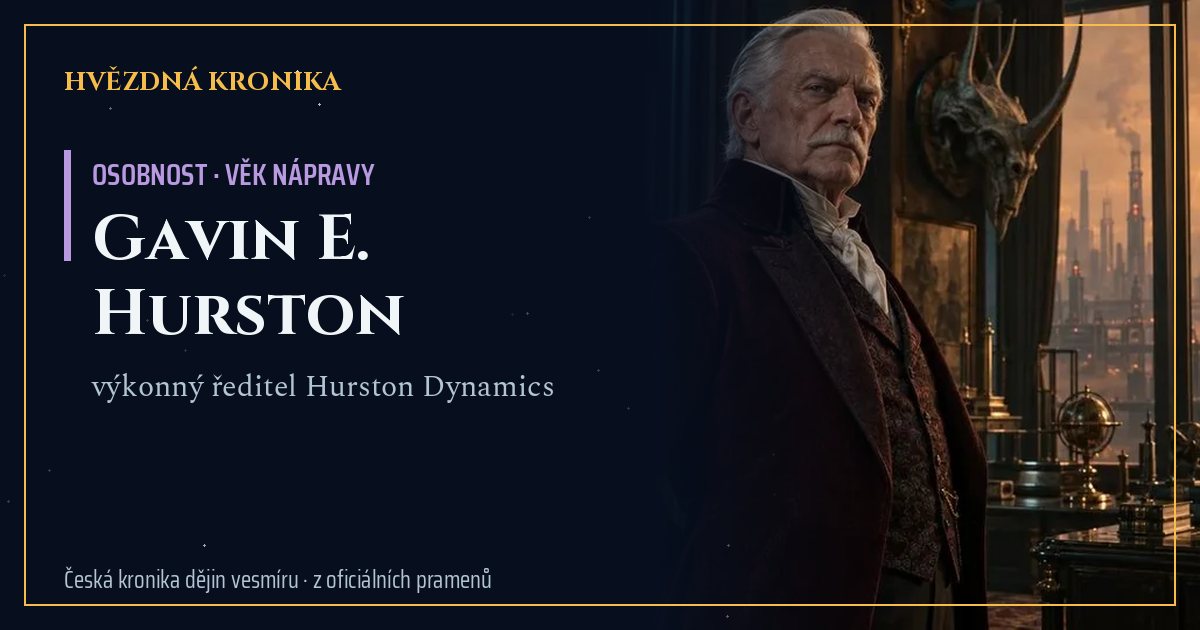 HVĚZDNÁ KRONIKA
OSOBNOST · VĚK NÁPRAVY
GAVIN E.
HURSTON
výkonný ředitel Hurston Dynamics
Česká kronika dějin vesmíru · z oficiálních pramenů